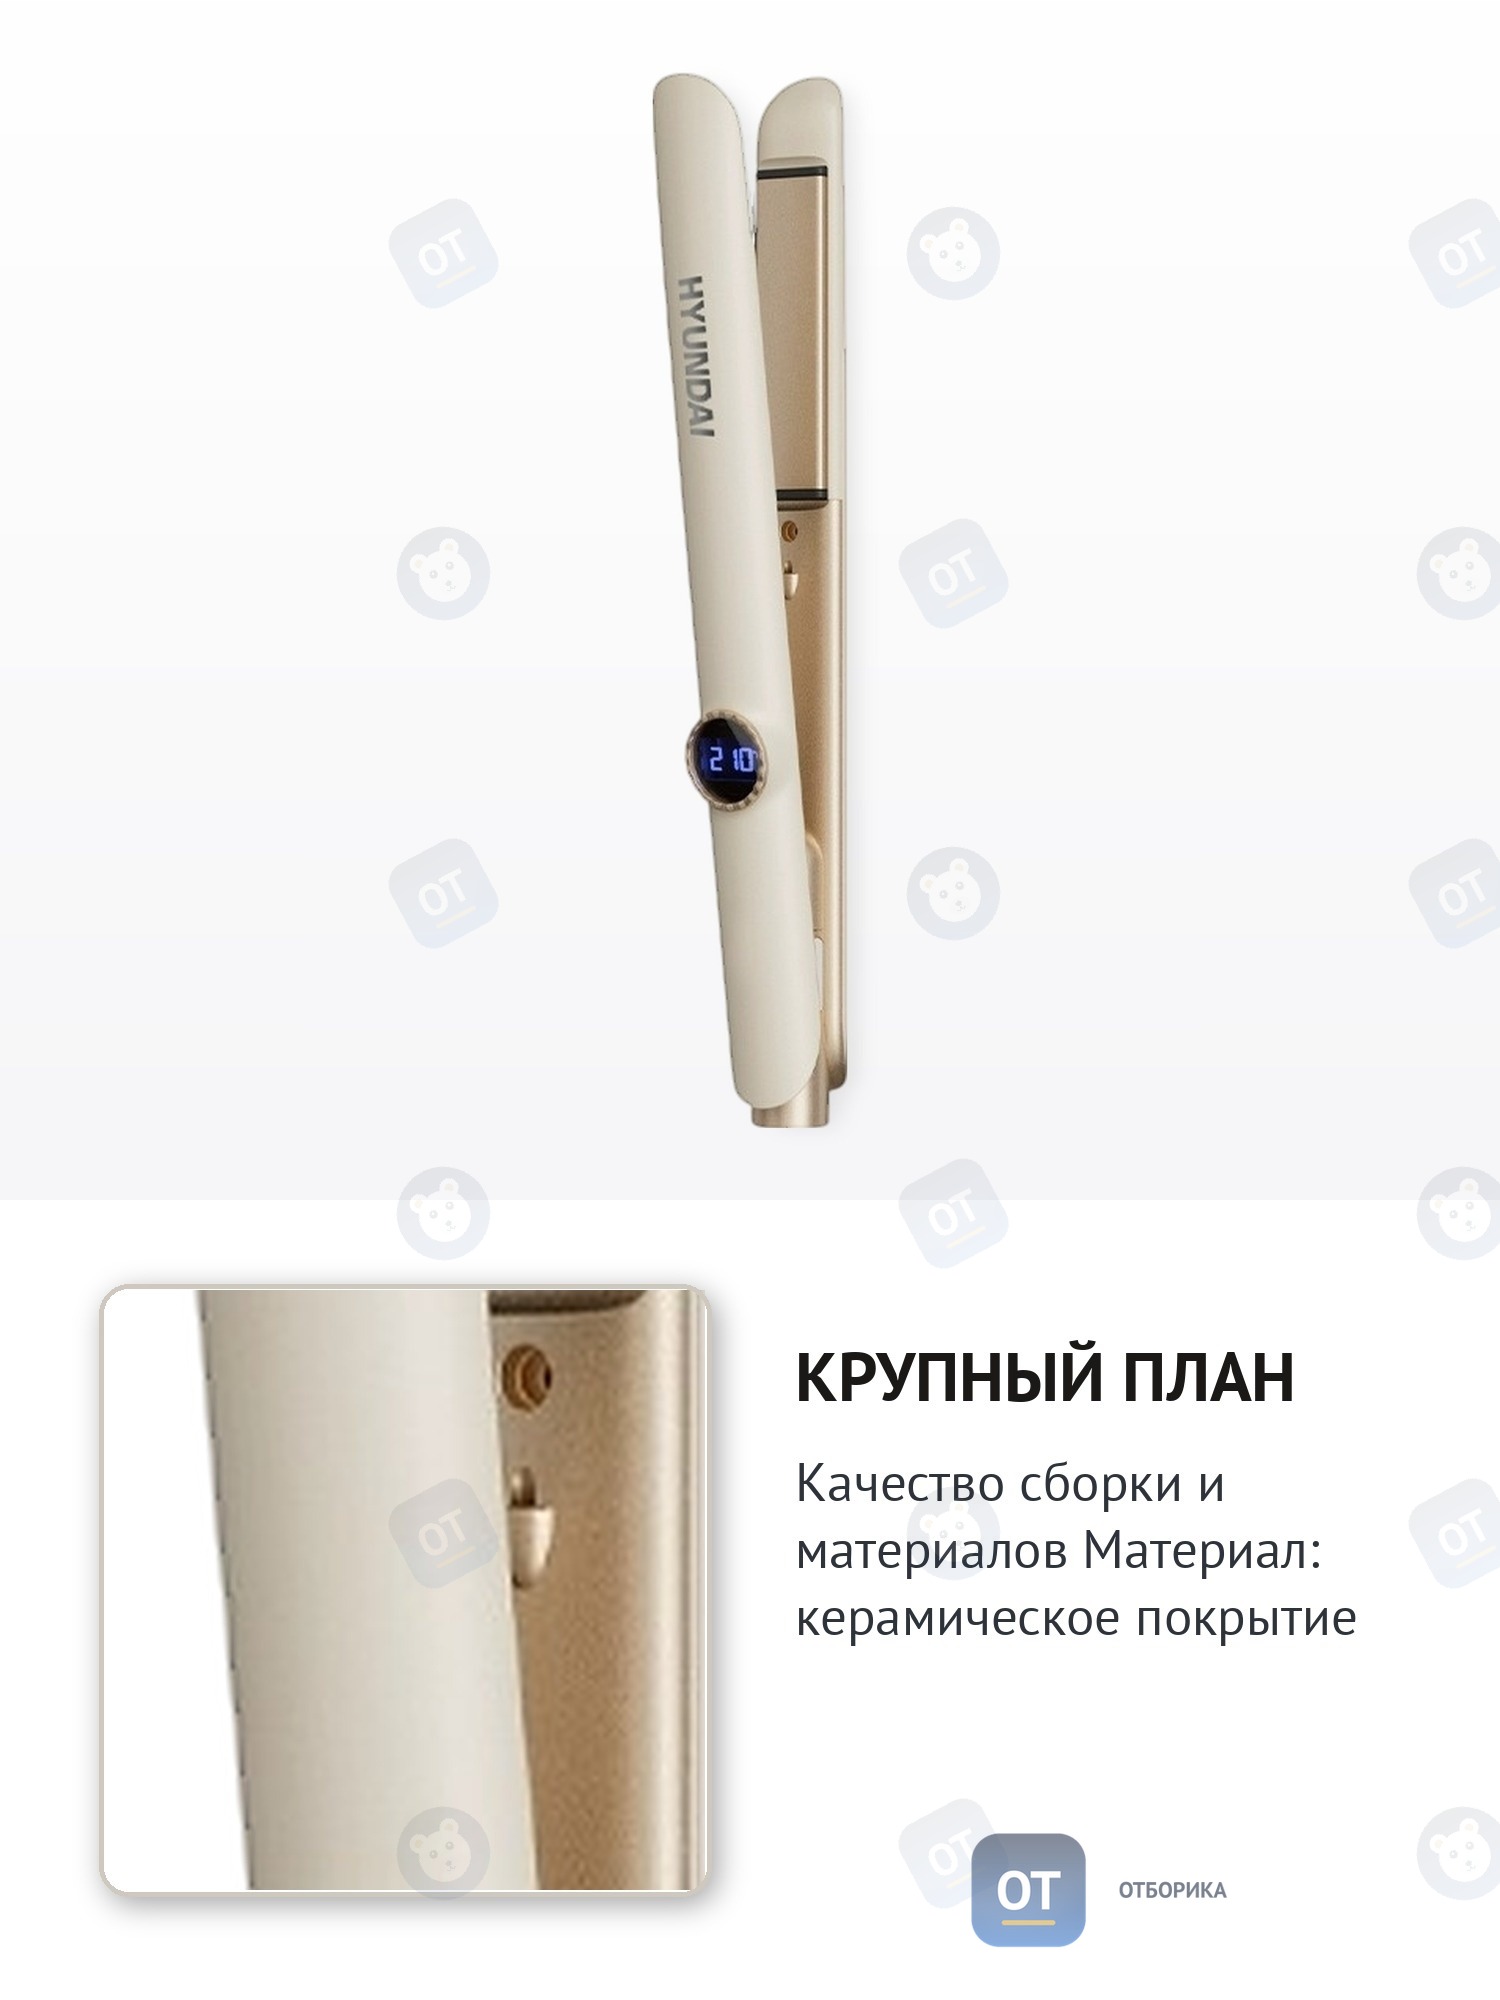 HYUNDAI
210
КРУПНЫЙ ПЛАН
Качество сборки и
материалов Материал:
керамическое покрытие
ОТ
ОТБОРИКА